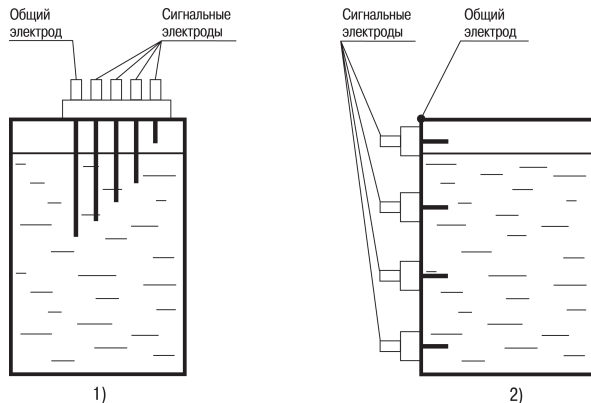 Общий
электрод
Сигнальные
электроды
Сигнальные
электроды
Общий
электрод
1)
2)